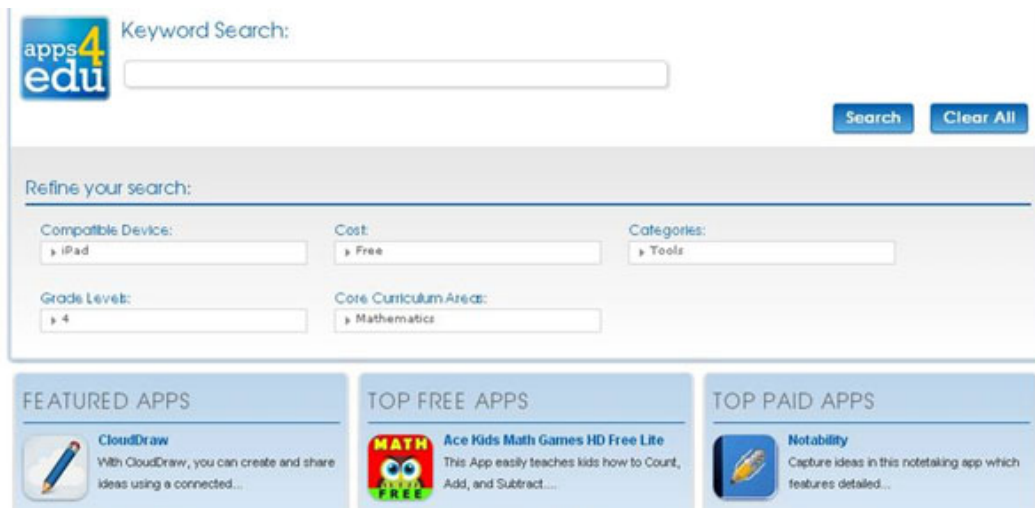 apps4
edu
Keyword Search:
Search
Clear All
Refine your search:
Compatible Device:
Cost:
Categories:
iPad
Free
Tools
Grade Levels:
Core Curriculum Areas:
4
Mathematics
FEATURED APPS
CloudDraw
With CloudDraw, you can create and share
ideas using a connected...
TOP FREE APPS
MATH
FREE
Ace Kids Math Games HD Free Lite
This App easily teaches kids how to Count,
Add, and Subtract....
TOP PAID APPS
Notability
Capture ideas in this notetaking app which
features detailed...